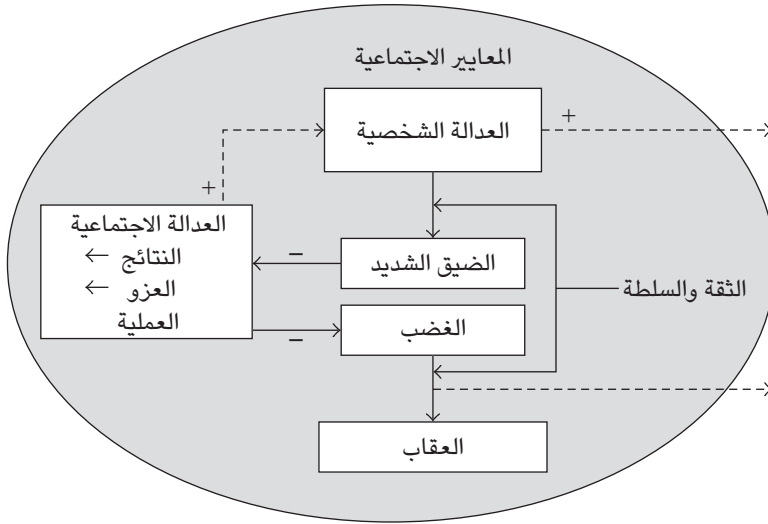 المعايير الاجتماعية
العدالة الشخصية
+
+
العدالة الاجتماعية
النتائج ←
العزو ←
العملية
–
الضيق الشديد
الثقة والسلطة
–
الغضب
العقاب